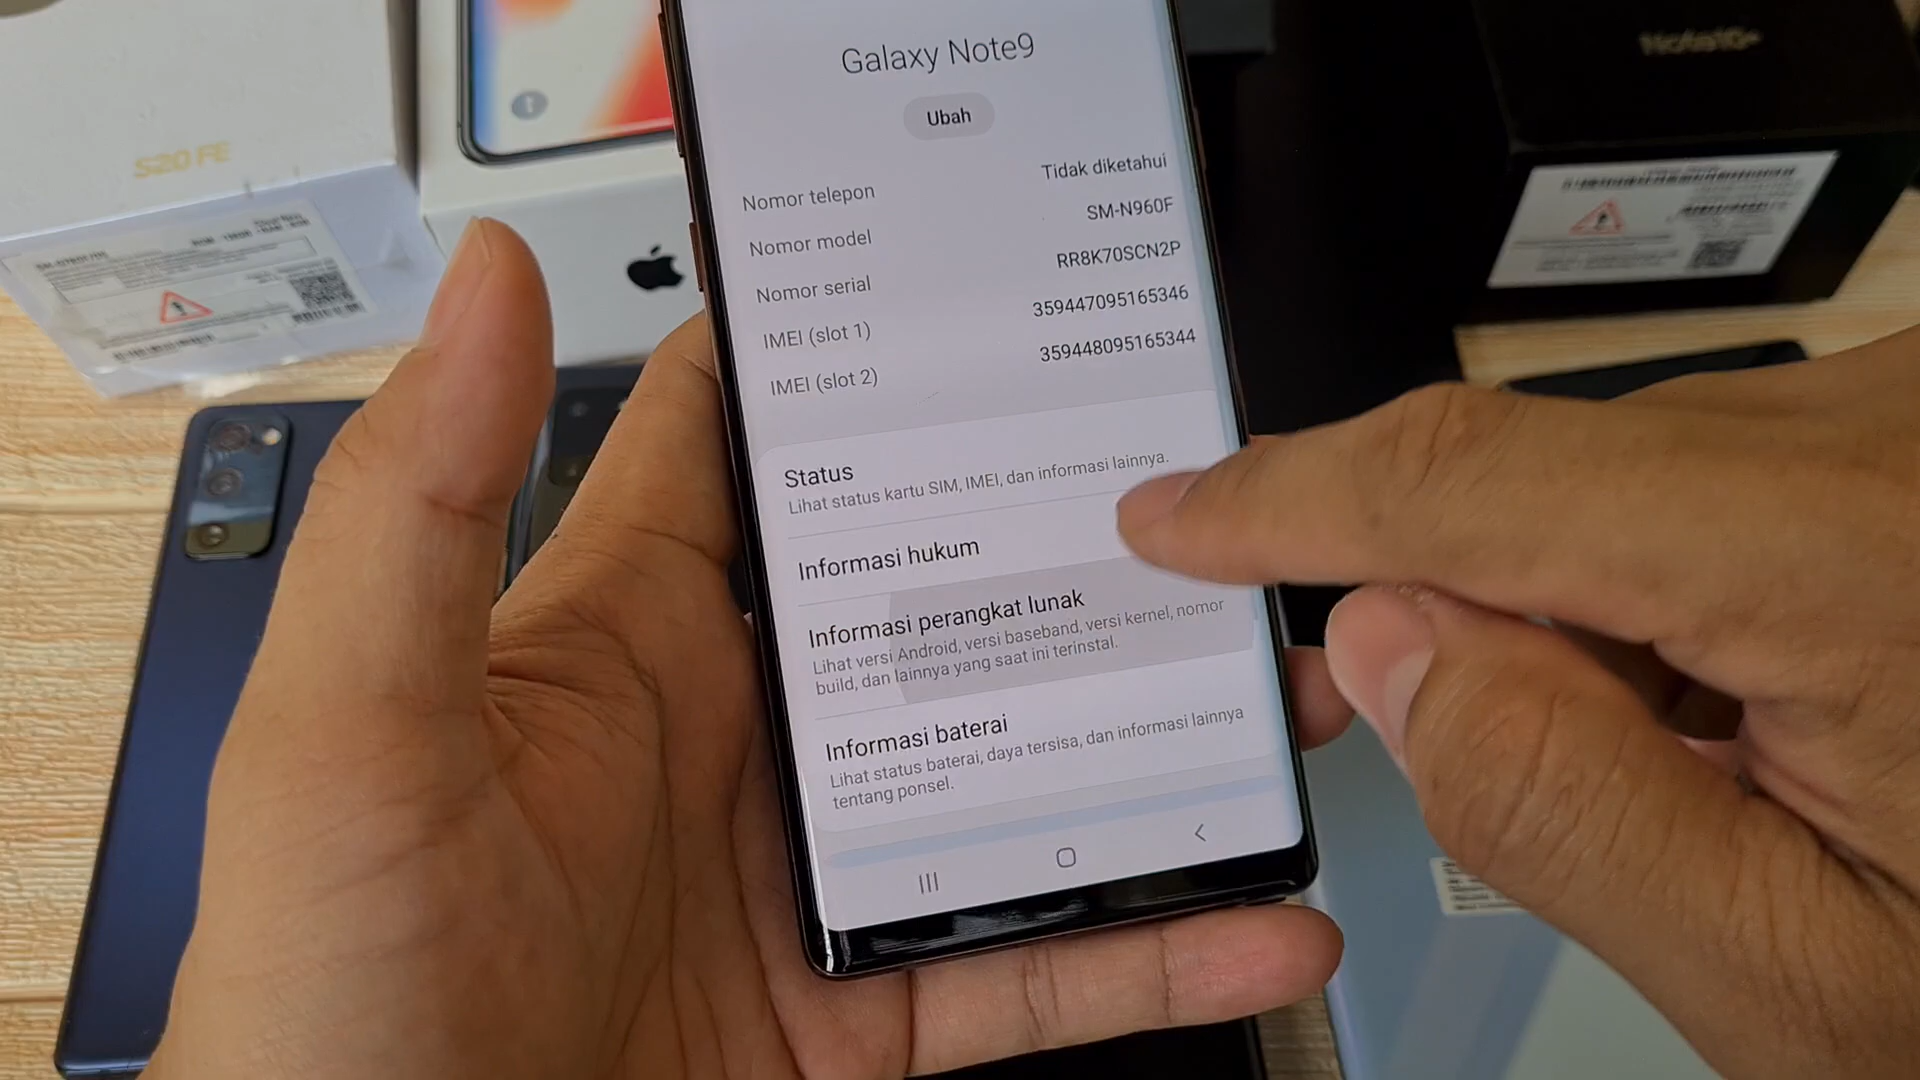 Galaxy Note9
Ubah
Nomor telepon Tidak diketahui
Nomor model SM-N960F
Nomor serial RR8K70SCN2P
IMEI (slot 1) 359447095165346
IMEI (slot 2) 359448095165344
Status
Lihat status kartu SIM, IMEI, dan informasi lainnya.
Informasi hukum
Informasi perangkat lunak
Lihat versi Android, versi baseband, versi kernel, nomor
build, dan lainnya yang saat ini terinstal.
Informasi baterai
Lihat status baterai, daya tersisa, dan informasi lainnya
tentang ponsel.
S20 FE
Note10+